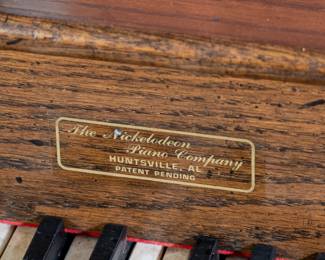 The Nickelodeon
Piano Company
HUNTSVILLE, AL
PATENT PENDING